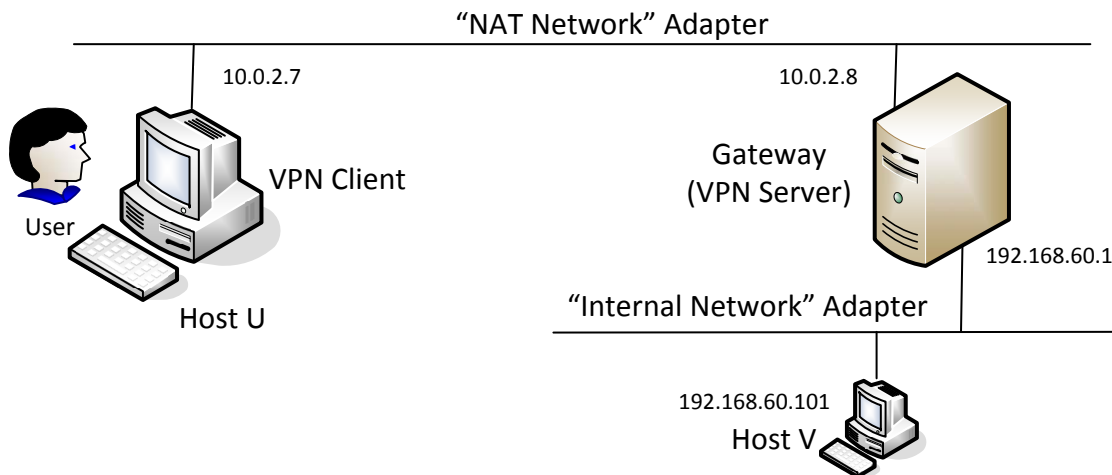 “NAT Network” Adapter
10.0.2.7
10.0.2.8
VPN Client
Gateway
(VPN Server)
User
192.168.60.1
Host U
“Internal Network” Adapter
192.168.60.101
Host V